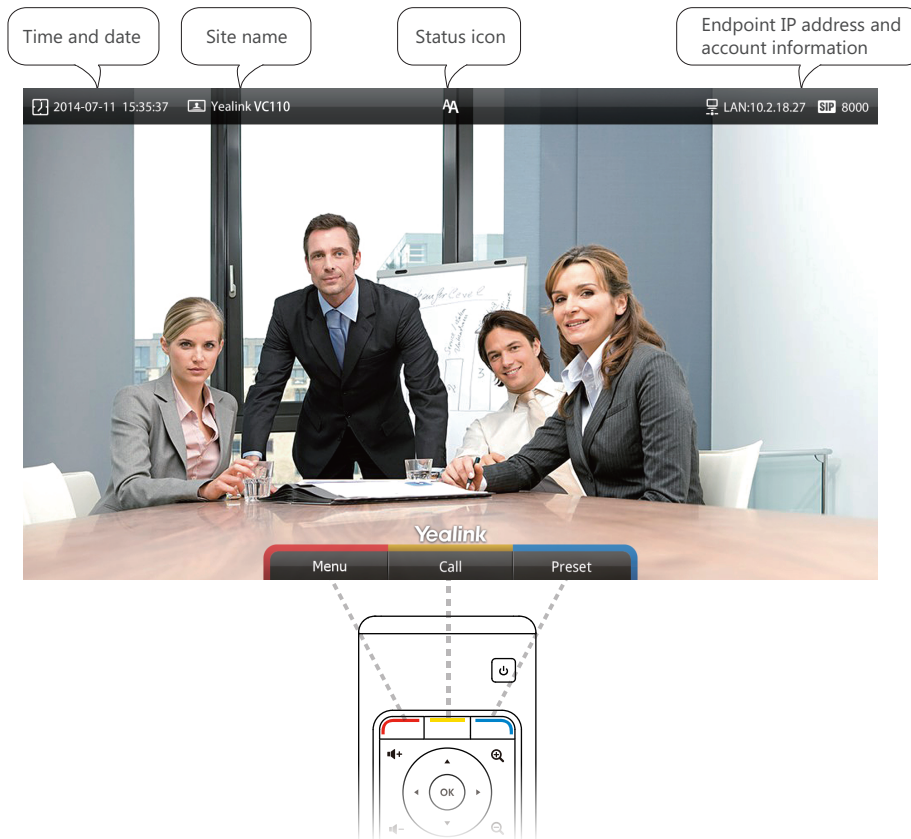 Time and date
Site name
Status icon
Endpoint IP address and
account information
2014-07-11 15:35:37
Yealink VC110
AA
LAN:10.2.18.27
SIP 8000
Yealink
Menu
Call
Preset
+
OK
-